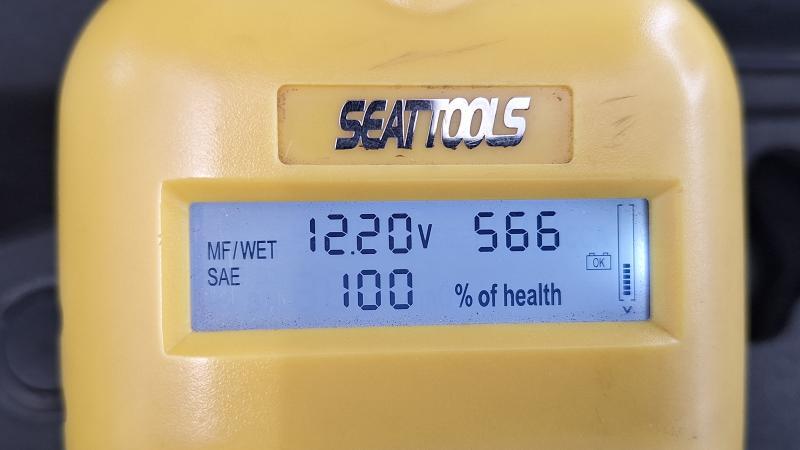 SEATTOOLS
MF/WET 12.20V 566
SAE 100 % of health
OK
V